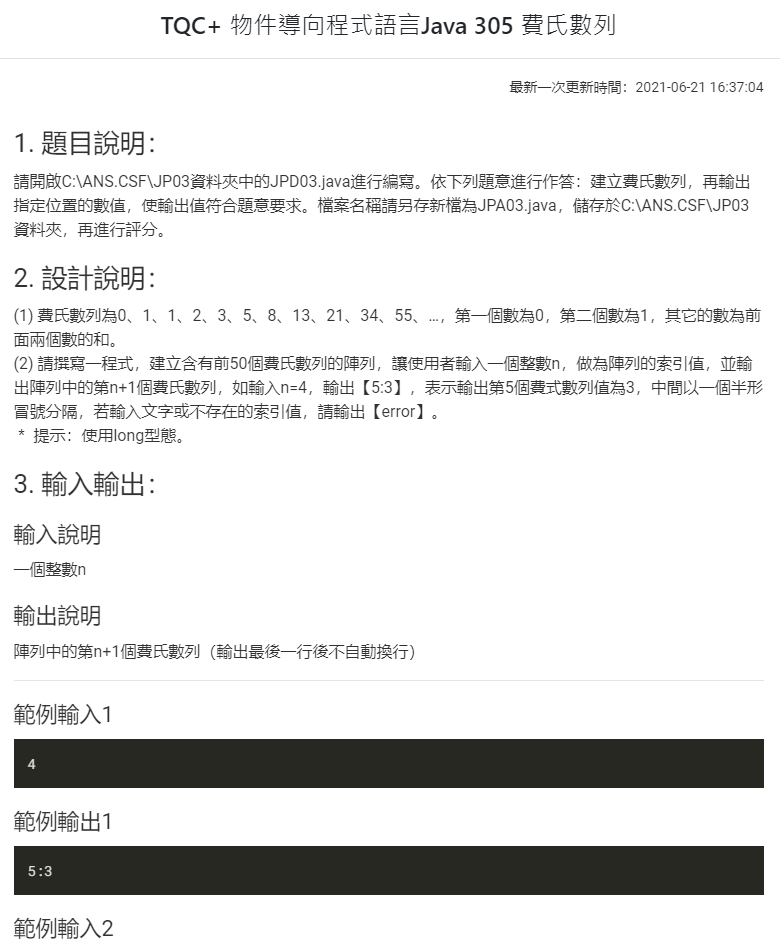 TQC+ 物件導向程式語言Java 305 費氏數列
最新一次更新時間：2021-06-21 16:37:04
1. 題目說明：
請開啟C:\ANS.CSF\JP03資料夾中的JPD03.java進行編寫。依下列題意進行作答：建立費氏數列，再輸出
指定位置的數值，使輸出值符合題意要求。檔案名稱請另存新檔為JPA03.java，儲存於C:\ANS.CSF\JP03
資料夾，再進行評分。
2. 設計說明：
(1) 費氏數列為0、1、1、2、3、5、8、13、21、34、55、…，第一個數為0，第二個數為1，其它的數為前
面兩個數的和。
(2) 請撰寫一程式，建立含有前50個費氏數列的陣列，讓使用者輸入一個整數n，做為陣列的索引值，並輸
出陣列中的第n+1個費氏數列，如輸入n=4，輸出【5:3】，表示輸出第5個費式數列值為3，中間以一個半形
冒號分隔，若輸入文字或不存在的索引值，請輸出【error】。
* 提示：使用long型態。
3. 輸入輸出：
輸入說明
一個整數n
輸出說明
陣列中的第n+1個費氏數列（輸出最後一行後不自動換行）
範例輸入1
4
範例輸出1
5:3
範例輸入2